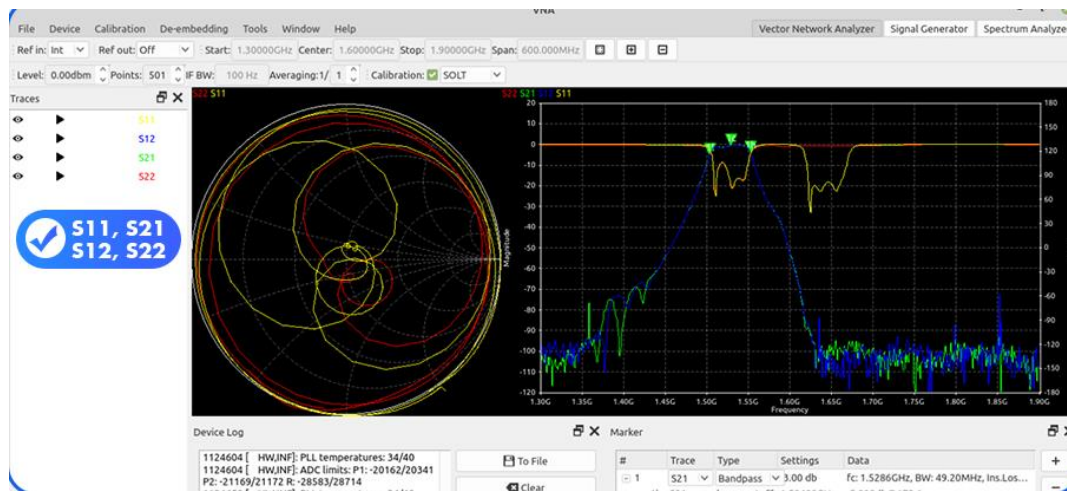 VNA
File Device Calibration De-embedding Tools Window Help
Vector Network Analyzer Signal Generator Spectrum Analyze
Ref in: Int Ref out: Off Start: 1.30000GHz Center: 1.60000GHz Stop: 1.90000GHz Span: 600.000MHz
Level: 0.00dbm Points: 501 IF BW: 100 Hz Averaging:1/ 1 Calibration: SOLT
Traces
S11
S12
S21
S22
S11, S21
S12, S22
S22 S11
S22 S21 S12 S11
20
10
0
-10
-20
-30
-40
-50
-60
-70
-80
-90
-100
-110
-120
Magnitude
180
150
120
90
60
30
0
-30
-60
-90
-120
-150
-180
1.30G 1.35G 1.40G 1.45G 1.50G 1.55G 1.60G 1.65G 1.70G 1.75G 1.80G 1.85G 1.90G
Frequency
Device Log
1124604 [ HW,INF]: PLL temperatures: 34/40
1124604 [ HW,INF]: ADC limits: P1: -20162/20341
P2: -21169/21172 R: -28583/28714
To File
Clear
Marker
# Trace Type Settings Data
1 S21 Bandpass 3.00 db fc: 1.5286GHz, BW: 49.20MHz, Ins.Los...